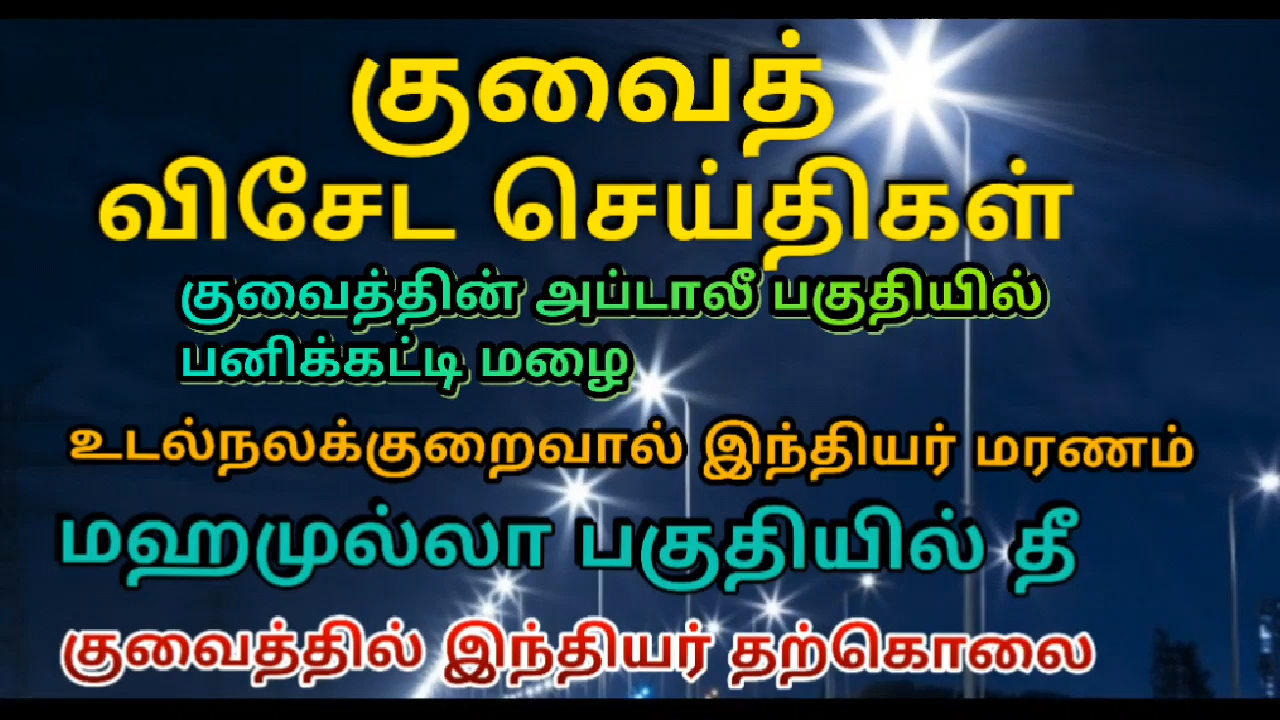 குவைத்
விசேட செய்திகள்
குவைத்தின் அப்டாலீ பகுதியில்
பனிக்கட்டி மழை
உடல்நலக்குறைவால் இந்தியர் மரணம்
மஹமுல்லா பகுதியில் தீ
குவைத்தில் இந்தியர் தற்கொலை